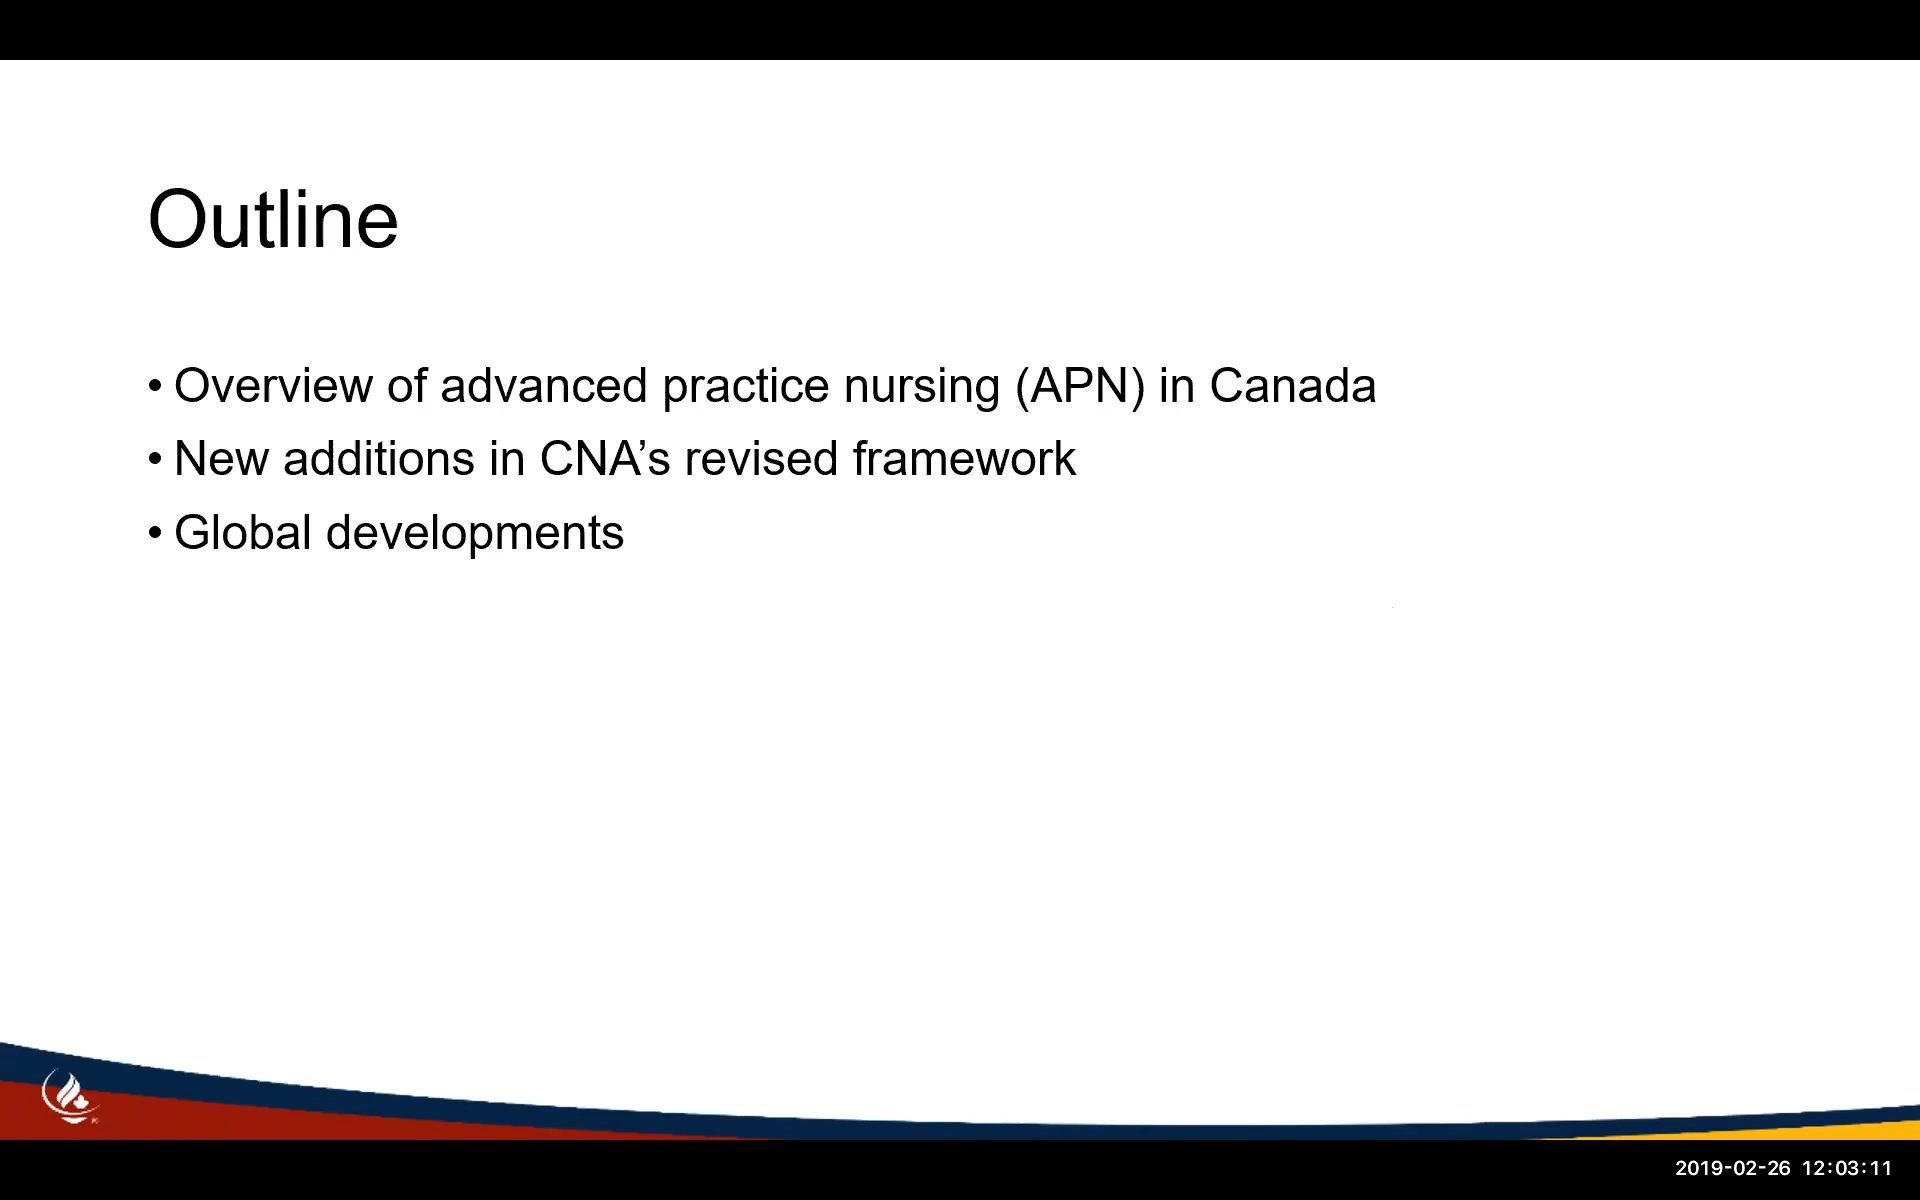 Outline
• Overview of advanced practice nursing (APN) in Canada
• New additions in CNA’s revised framework
• Global developments
2019-02-26 12:03:11